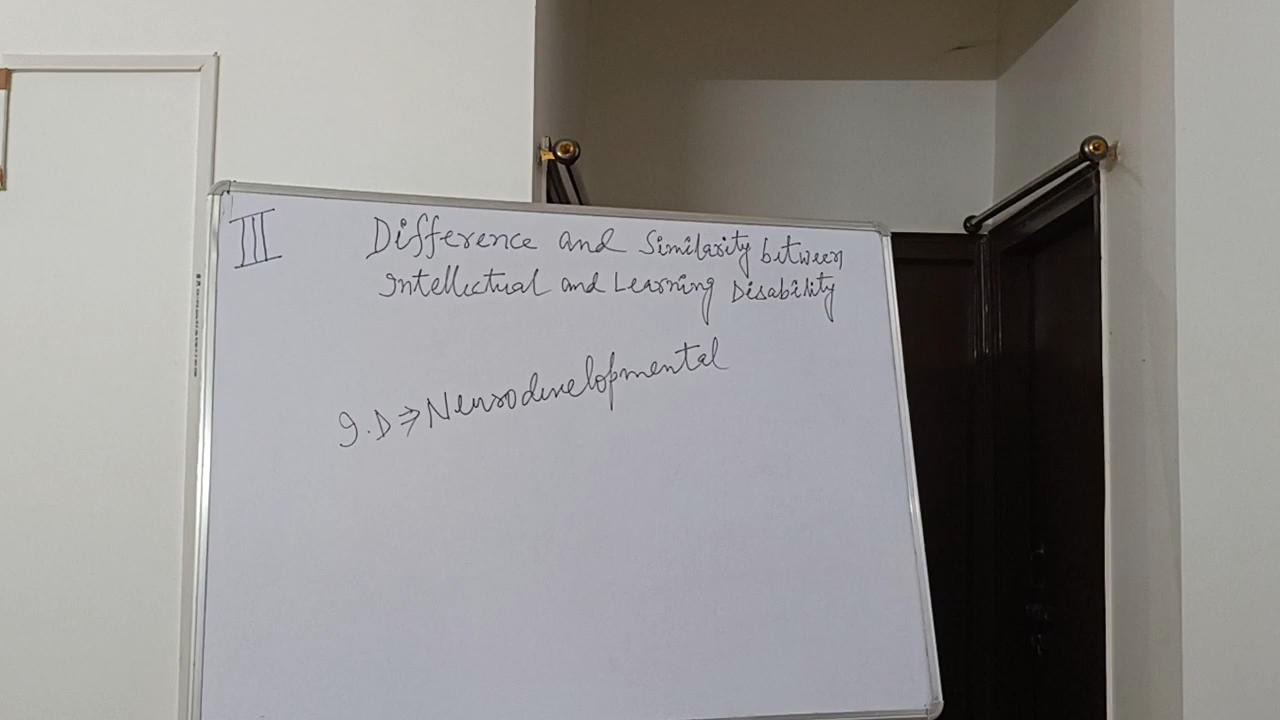 III
Difference and Similarity between
Intellectual and Learning Disability
I.D ⇒ Neurodevelopmental